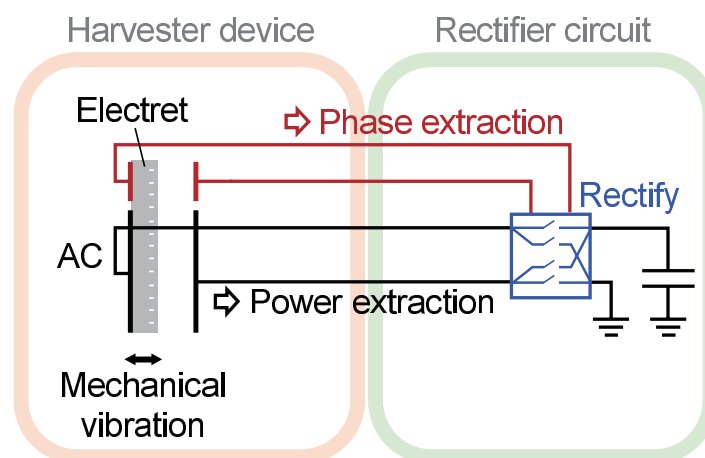 Harvester device
Rectifier circuit
Electret
Phase extraction
Rectify
AC
Power extraction
Mechanical
vibration